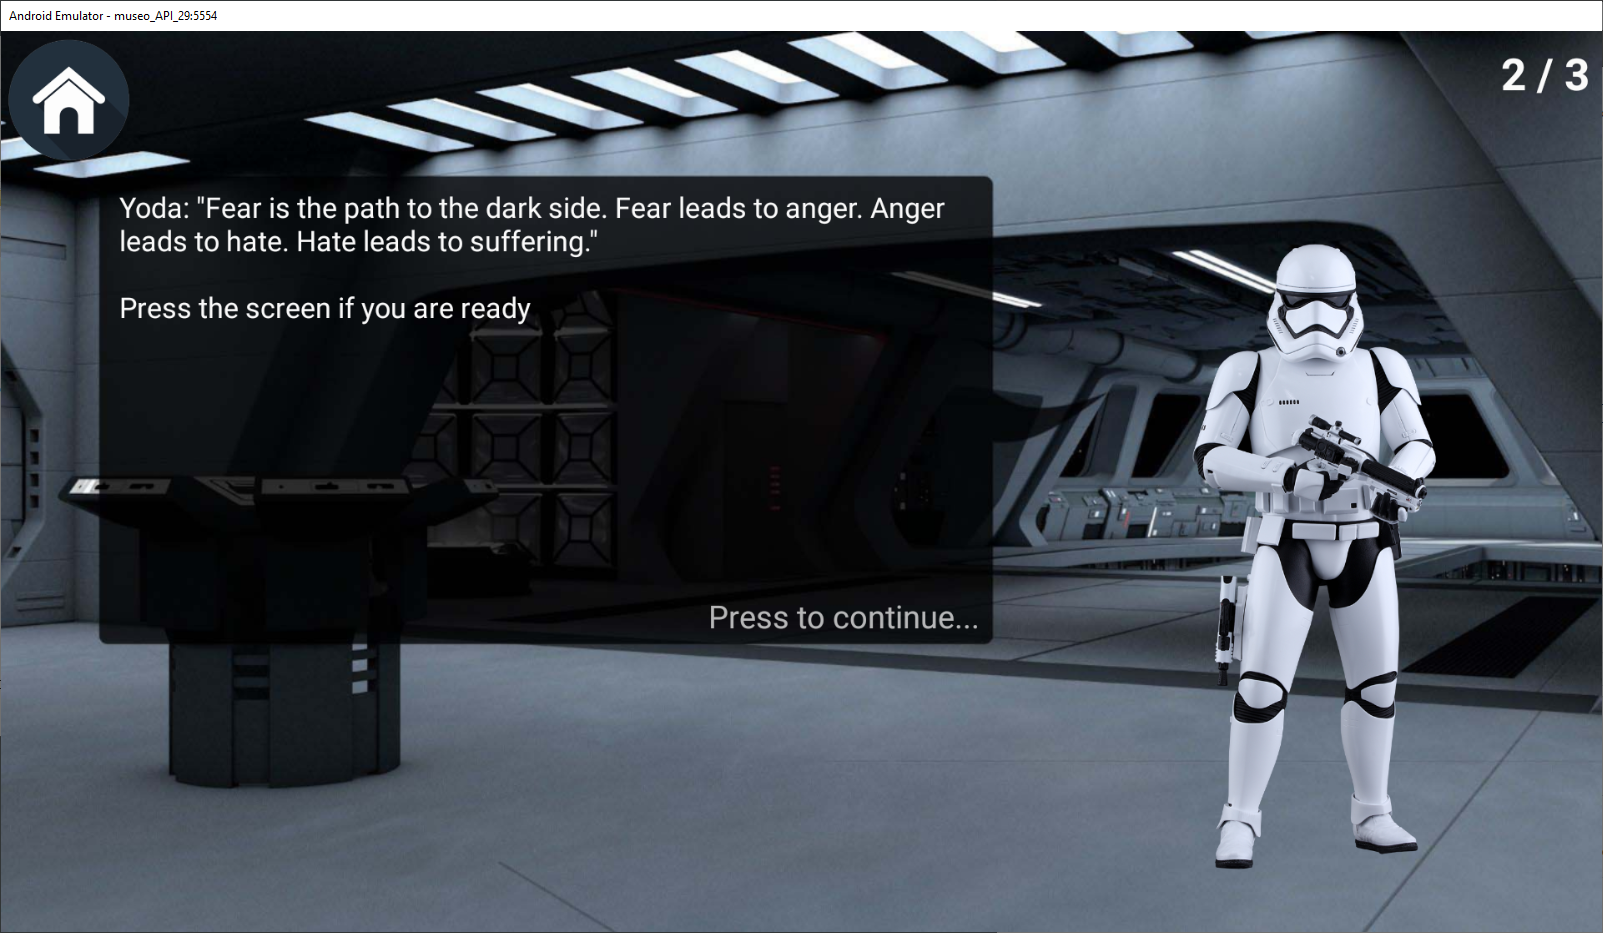 Android Emulator - museo_API_29:5554
2 / 3
Yoda: "Fear is the path to the dark side. Fear leads to anger. Anger
leads to hate. Hate leads to suffering."
Press the screen if you are ready
Press to continue...